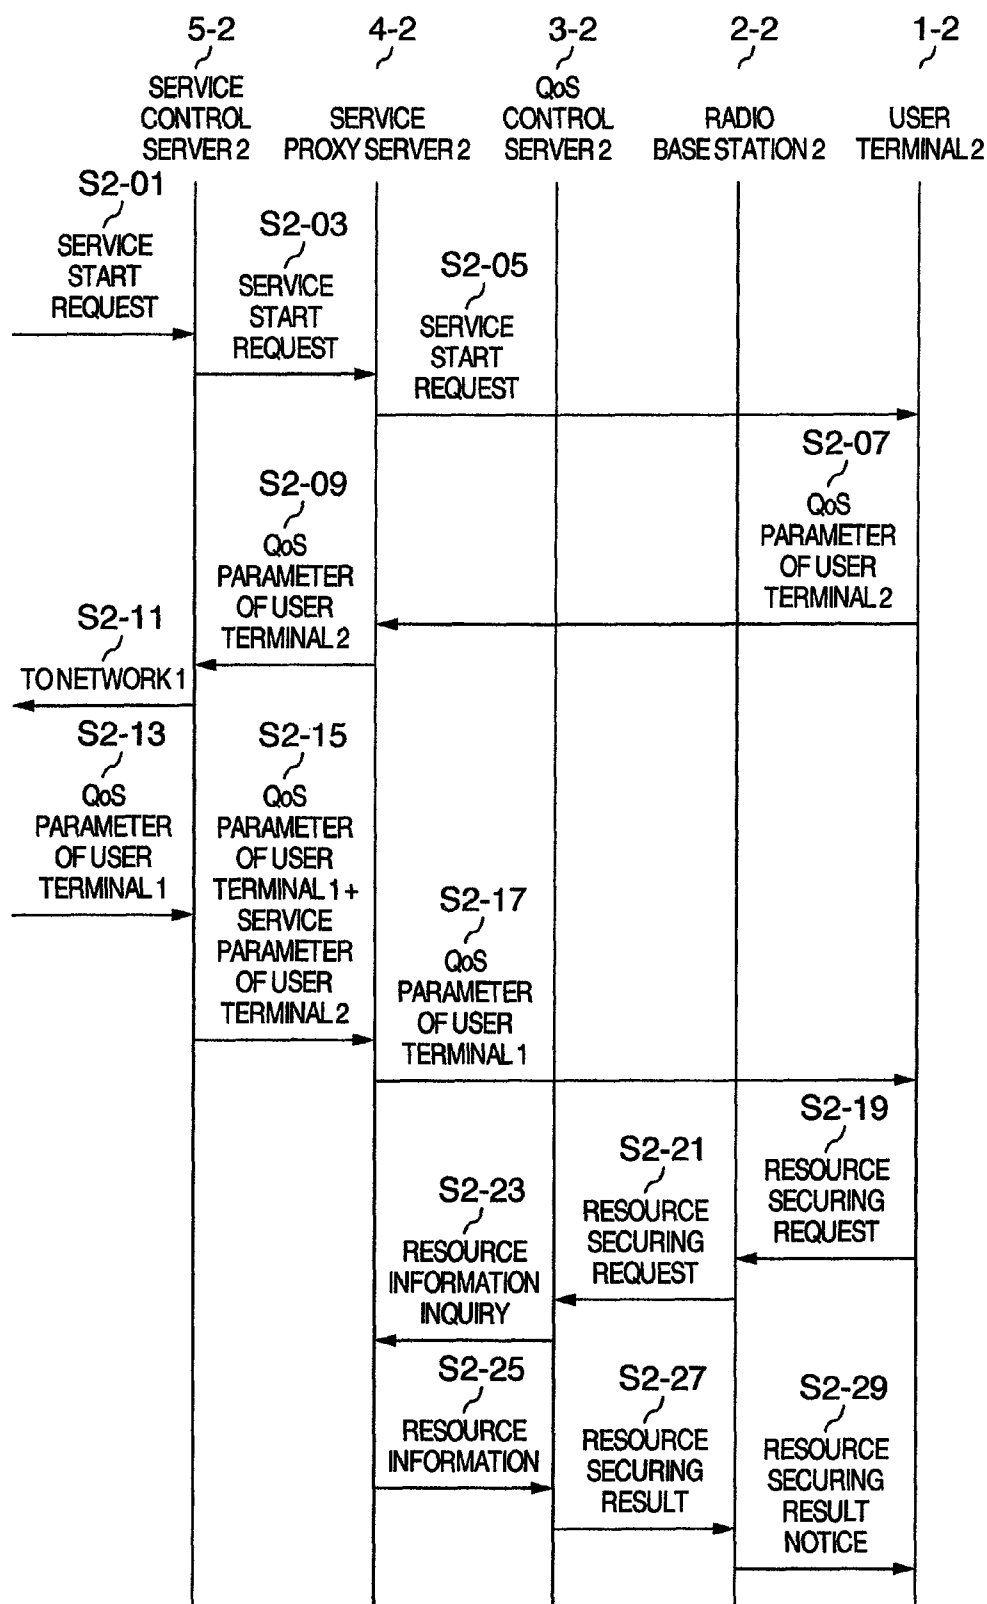 5-2
4-2
3-2
2-2
1-2
SERVICE
CONTROL
SERVER 2
SERVICE
PROXY SERVER 2
QoS
CONTROL
SERVER 2
RADIO
BASE STATION 2
USER
TERMINAL 2
S2-01
SERVICE
START
REQUEST
S2-03
SERVICE
START
REQUEST
S2-05
SERVICE
START
REQUEST
S2-07
QoS
PARAMETER
OF USER
TERMINAL 2
S2-09
QoS
PARAMETER
OF USER
TERMINAL 2
S2-11
TO NETWORK 1
S2-13
QoS
PARAMETER
OF USER
TERMINAL 1
S2-15
QoS
PARAMETER
OF USER
TERMINAL 1 +
SERVICE
PARAMETER
OF USER
TERMINAL 2
S2-17
QoS
PARAMETER
OF USER
TERMINAL 1
S2-19
RESOURCE
SECURING
REQUEST
S2-21
RESOURCE
SECURING
REQUEST
S2-23
RESOURCE
INFORMATION
INQUIRY
S2-25
RESOURCE
INFORMATION
S2-27
RESOURCE
SECURING
RESULT
S2-29
RESOURCE
SECURING
RESULT
NOTICE